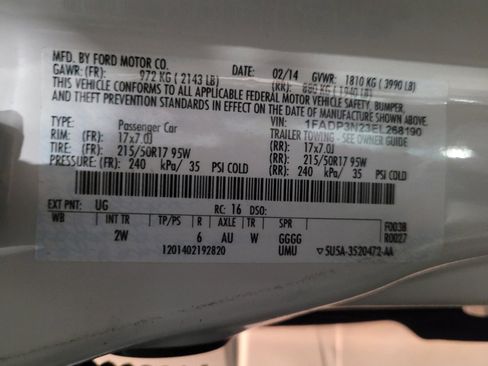 MFD. BY FORD MOTOR CO.
DATE: 02/14 GVWR: 1810 KG ( 3990 LB)
GAWR: (FR): 972 KG ( 2143 LB) (RR): 880 KG ( 1940 LB)
THIS VEHICLE CONFORMS TO ALL APPLICABLE FEDERAL MOTOR VEHICLE SAFETY, BUMPER,
AND THEFT PREVENTION STANDARDS IN EFFECT ON THE DATE OF MANUFACTURE SHOWN ABOVE.
VIN: 1FADP3N23EL268190
TYPE: Passenger Car TRAILER TOWING - SEE OWNER GUIDE
RIM: (FR): 17x7.0J (RR): 17x7.0J
TIRE: (FR): 215/50R17 95W (RR): 215/50R17 95W
PRESSURE: (FR): 240 kPa/ 35 PSI COLD (RR): 240 kPa/ 35 PSI COLD
EXT PNT: UG RC: 16 DSO:
WB INT TR TP/PS R AXLE TR SPR F0038
2W 6 AU W GGGG R0027
1201402192820 UMU ▽ 5U5A-3520472-AA